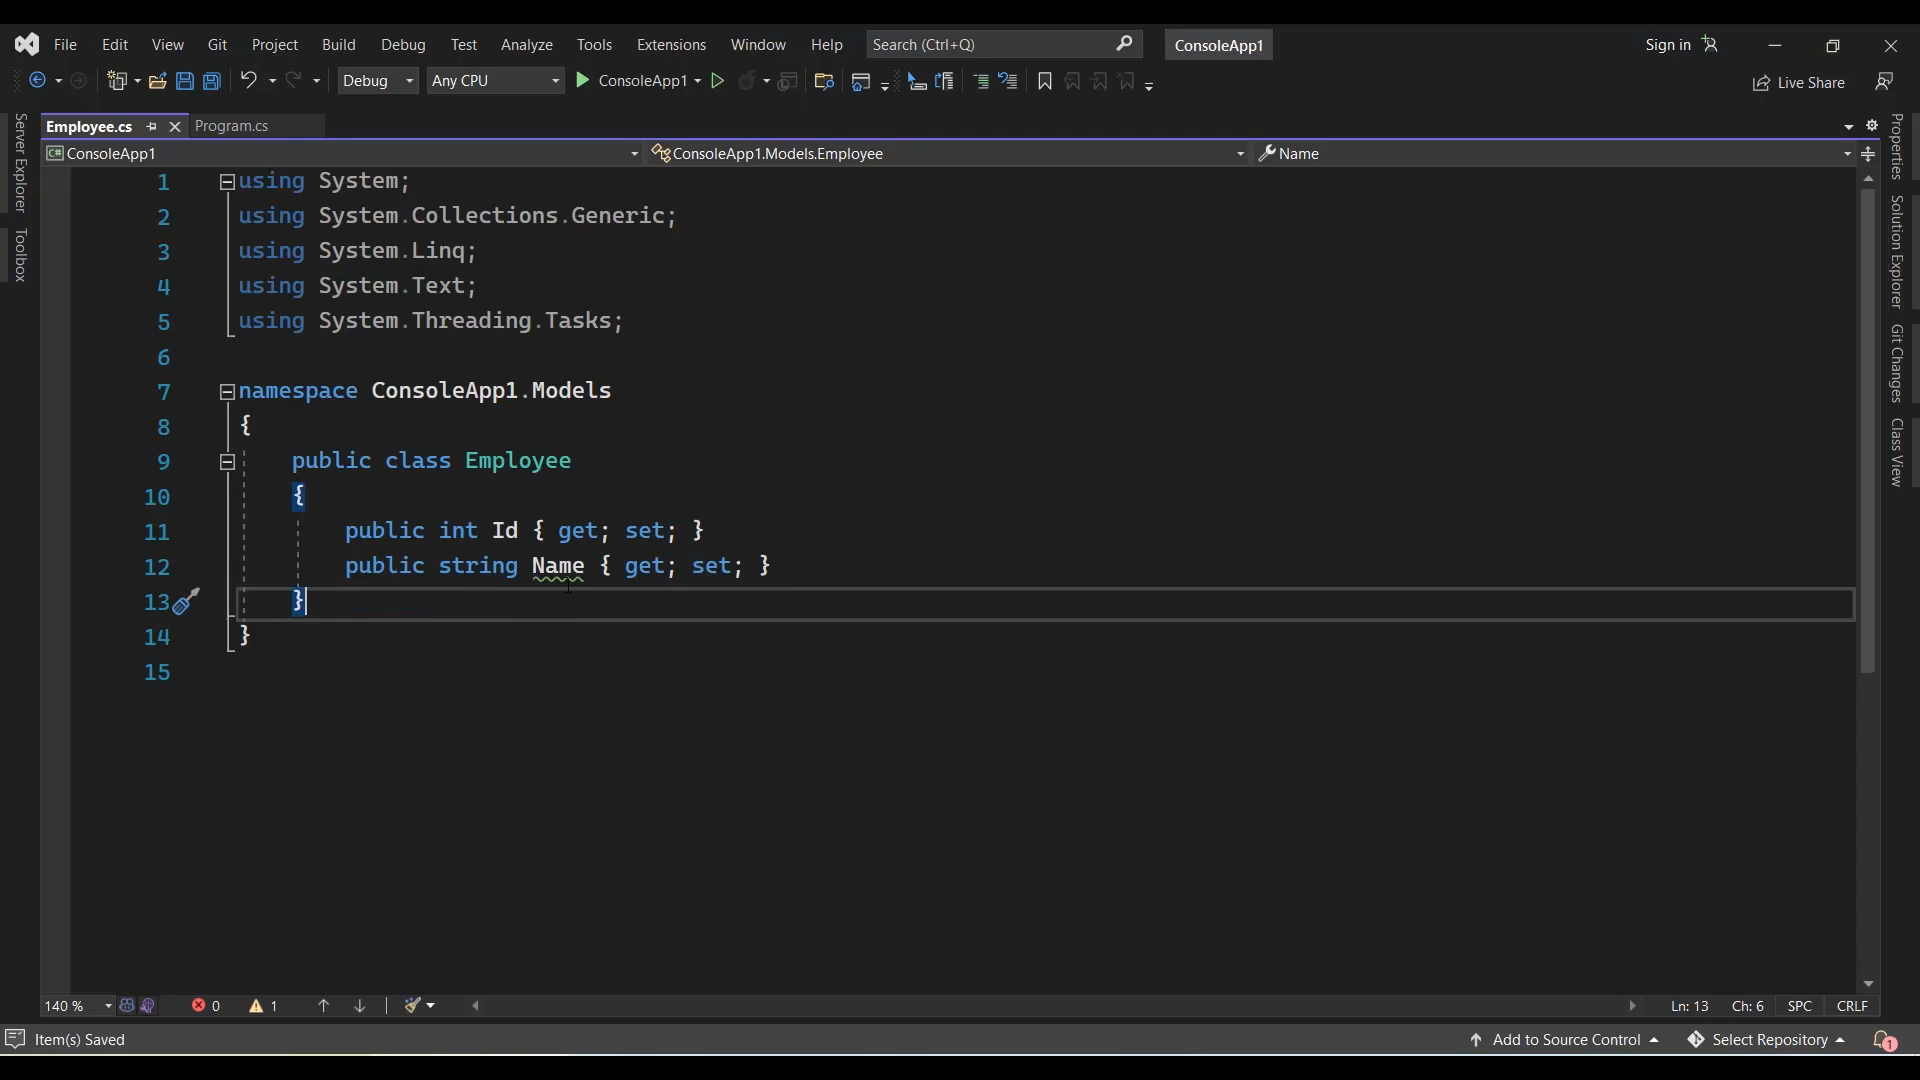 File Edit View Git Project Build Debug Test Analyze Tools Extensions Window Help Search (Ctrl+Q) ConsoleApp1 Sign in
Debug Any CPU ConsoleApp1 Live Share
Employee.cs Program.cs
ConsoleApp1 ConsoleApp1.Models.Employee Name
Server Explorer
Toolbox
1 using System;
2 using System.Collections.Generic;
3 using System.Linq;
4 using System.Text;
5 using System.Threading.Tasks;
6
7 namespace ConsoleApp1.Models
8 {
9 public class Employee
10 {
11 public int Id { get; set; }
12 public string Name { get; set; }
13 }
14 }
15
Properties
Solution Explorer
Git Changes
Class View
140 % 0 1 Ln: 13 Ch: 6 SPC CRLF
Item(s) Saved Add to Source Control Select Repository 1